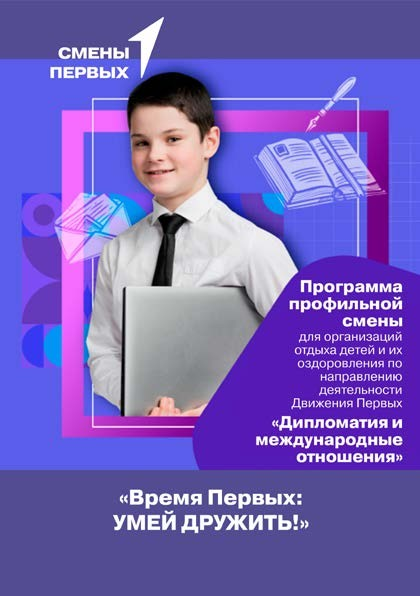 СМЕНЫ
ПЕРВЫХ
Программа
профильной
смены
для организаций
отдыха детей и их
оздоровления по
направлению
деятельности
Движения Первых
«Дипломатия и
международные
отношения»
«Время Первых:
УМЕЙ ДРУЖИТЬ!»